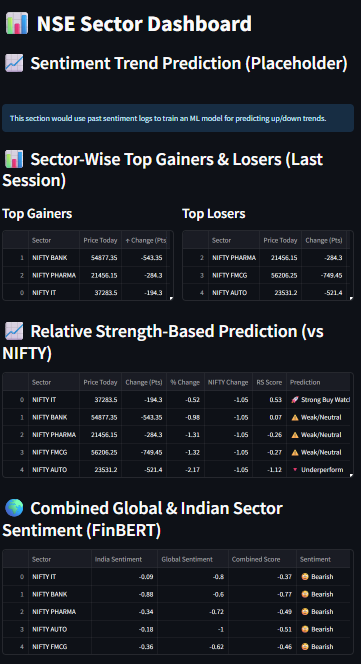 NSE Sector Dashboard
Sentiment Trend Prediction (Placeholder)
This section would use past sentiment logs to train an ML model for predicting up/down trends.
Sector-Wise Top Gainers & Losers (Last
Session)
Top Gainers
Sector Price Today ↑ Change (Pts
1 NIFTY BANK 54877.35 -543.35
2 NIFTY PHARMA 21456.15 -284.3
0 NIFTY IT 37283.5 -194.3
Top Losers
Sector Price Today Change (Pts)
2 NIFTY PHARMA 21456.15 -284.3
3 NIFTY FMCG 56206.25 -749.45
4 NIFTY AUTO 23531.2 -521.4
Relative Strength-Based Prediction (vs
NIFTY)
Sector Price Today Change (Pts) % Change NIFTY Change RS Score Prediction
0 NIFTY IT 37283.5 -194.3 -0.52 -1.05 0.53 Strong Buy Watch
1 NIFTY BANK 54877.35 -543.35 -0.98 -1.05 0.07 Weak/Neutral
2 NIFTY PHARMA 21456.15 -284.3 -1.31 -1.05 -0.26 Weak/Neutral
3 NIFTY FMCG 56206.25 -749.45 -1.32 -1.05 -0.27 Weak/Neutral
4 NIFTY AUTO 23531.2 -521.4 -2.17 -1.05 -1.12 Underperform
Combined Global & Indian Sector
Sentiment (FinBERT)
Sector India Sentiment Global Sentiment Combined Score Sentiment
0 NIFTY IT -0.09 -0.8 -0.37 Bearish
1 NIFTY BANK -0.88 -0.6 -0.77 Bearish
2 NIFTY PHARMA -0.34 -0.72 -0.49 Bearish
3 NIFTY AUTO -0.18 -1 -0.51 Bearish
4 NIFTY FMCG -0.36 -0.62 -0.46 Bearish